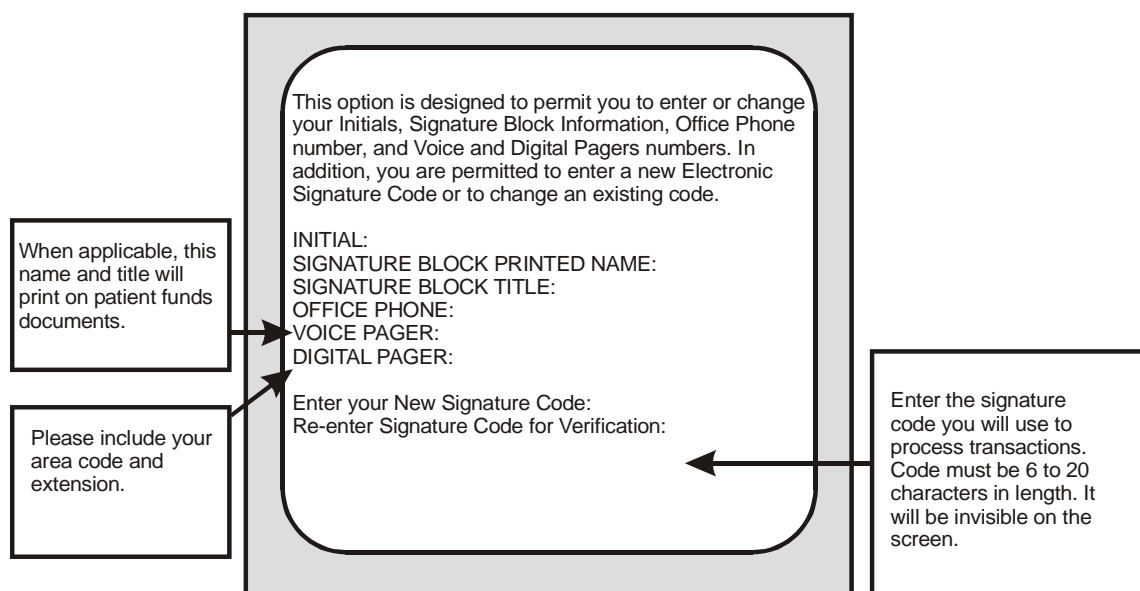 This option is designed to permit you to enter or change
your Initials, Signature Block Information, Office Phone
number, and Voice and Digital Pagers numbers. In
addition, you are permitted to enter a new Electronic
Signature Code or to change an existing code.
INITIAL:
SIGNATURE BLOCK PRINTED NAME:
SIGNATURE BLOCK TITLE:
OFFICE PHONE:
VOICE PAGER:
DIGITAL PAGER:
Enter your New Signature Code:
Re-enter Signature Code for Verification:
When applicable, this
name and title will
print on patient funds
documents.
Please include your
area code and
extension.
Enter the signature
code you will use to
process transactions.
Code must be 6 to 20
characters in length. It
will be invisible on the
screen.